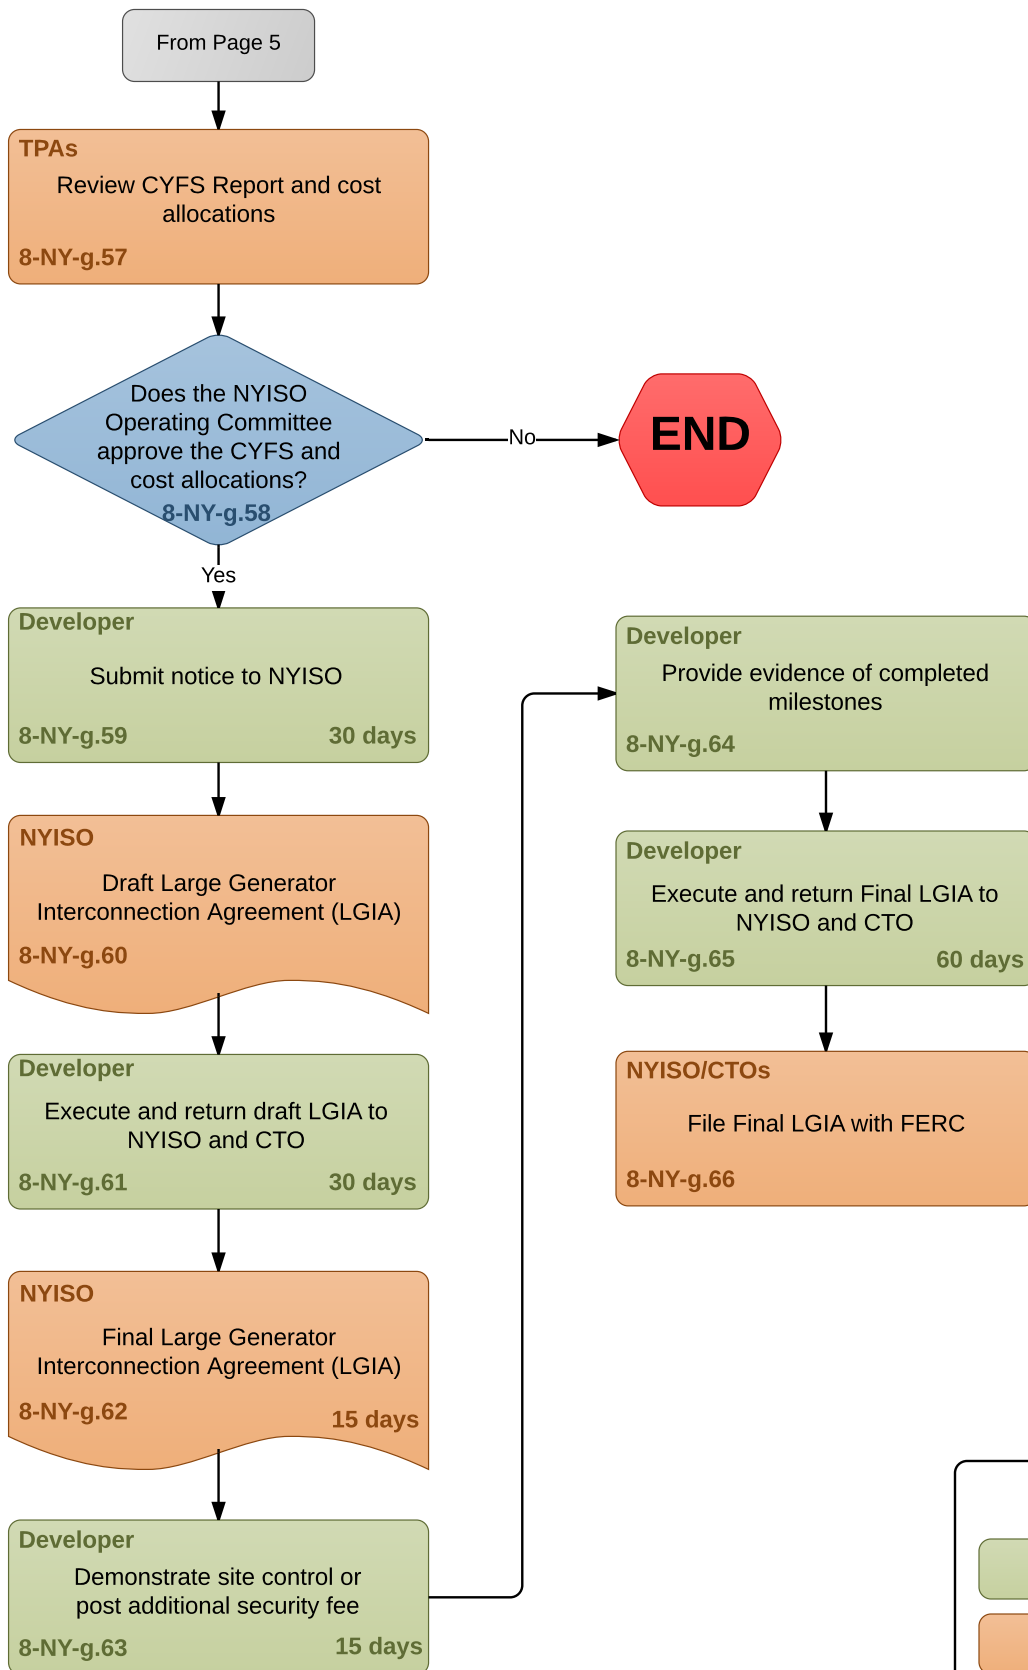 From Page 5
TPAs
Review CYFS Report and cost
allocations
8-NY-g.57
Does the NYISO
Operating Committee
approve the CYFS and
cost allocations?
8-NY-g.58
No
END
Yes
Developer
Submit notice to NYISO
8-NY-g.59
30 days
NYISO
Draft Large Generator
Interconnection Agreement (LGIA)
8-NY-g.60
Developer
Execute and return draft LGIA to
NYISO and CTO
8-NY-g.61
30 days
NYISO
Final Large Generator
Interconnection Agreement (LGIA)
8-NY-g.62
15 days
Developer
Demonstrate site control or
post additional security fee
8-NY-g.63
15 days
Developer
Provide evidence of completed
milestones
8-NY-g.64
Developer
Execute and return Final LGIA to
NYISO and CTO
8-NY-g.65
60 days
NYISO/CTOs
File Final LGIA with FERC
8-NY-g.66